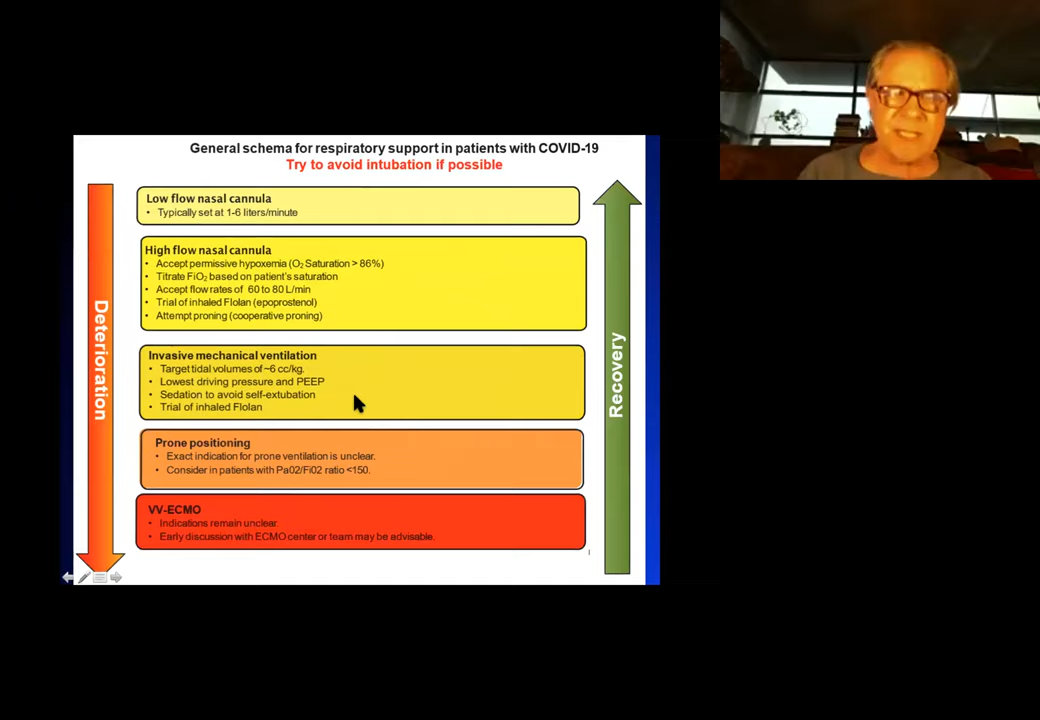 General schema for respiratory support in patients with COVID-19
Try to avoid intubation if possible
Deterioration
Low flow nasal cannula
• Typically set at 1-6 liters/minute
High flow nasal cannula
• Accept permissive hypoxemia (O₂ Saturation > 86%)
• Titrate FiO₂ based on patient's saturation
• Accept flow rates of 60 to 80 L/min
• Trial of inhaled Flolan (epoprostenol)
• Attempt proning (cooperative proning)
Invasive mechanical ventilation
• Target tidal volumes of ~6 cc/kg.
• Lowest driving pressure and PEEP
• Sedation to avoid self-extubation
• Trial of inhaled Flolan
Prone positioning
• Exact indication for prone ventilation is unclear.
• Consider in patients with Pa02/Fi02 ratio <150.
VV-ECMO
• Indications remain unclear
• Early discussion with ECMO center or team may be advisable.
Recovery
1